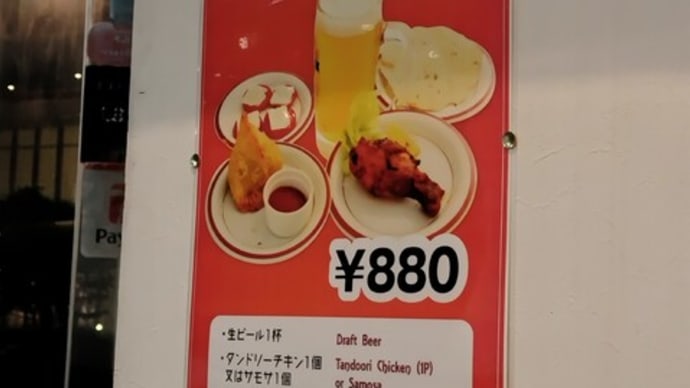 Pay
¥880
・生ビール1杯 Draft Beer
・タンドリーチキン1個 Tandoori Chicken (1P)
又はサモサ1個 or Samosa